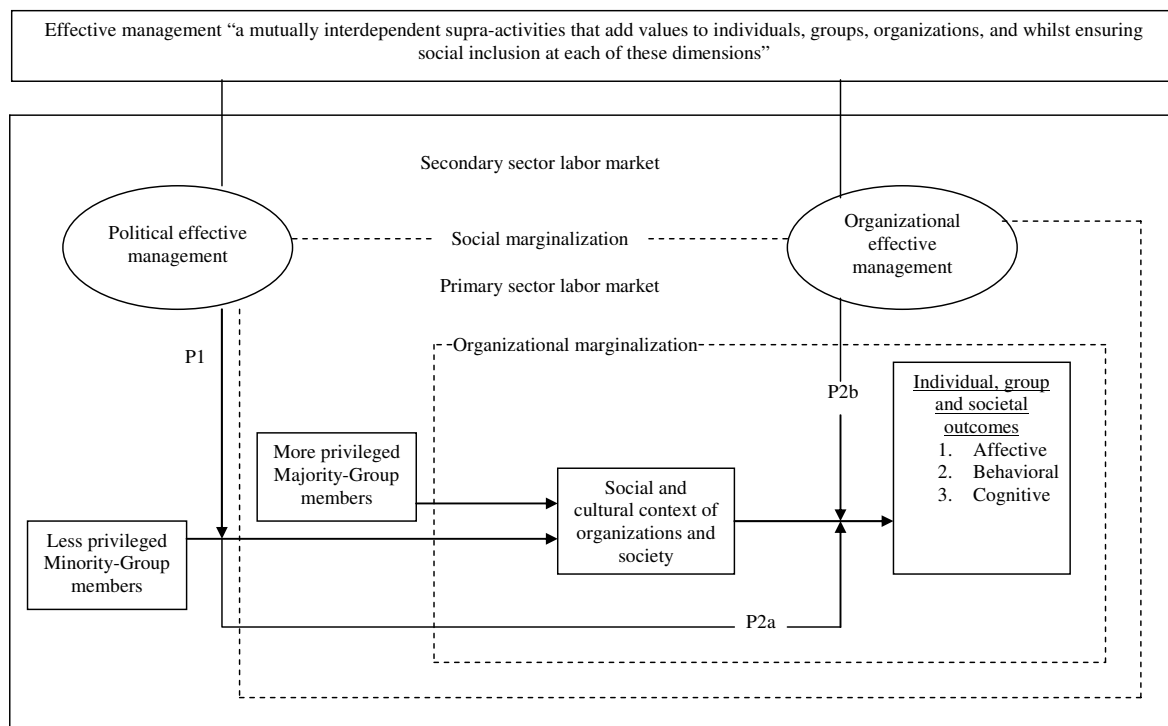 Effective management “a mutually interdependent supra-activities that add values to individuals, groups, organizations, and whilst ensuring
social inclusion at each of these dimensions”
Secondary sector labor market
Political effective
management
Social marginalization
Organizational
effective
management
Primary sector labor market
P1
Organizational marginalization
P2b
Individual, group
and societal
outcomes
1. Affective
2. Behavioral
3. Cognitive
More privileged
Majority-Group
members
Social and
cultural context of
organizations and
society
Less privileged
Minority-Group
members
P2a